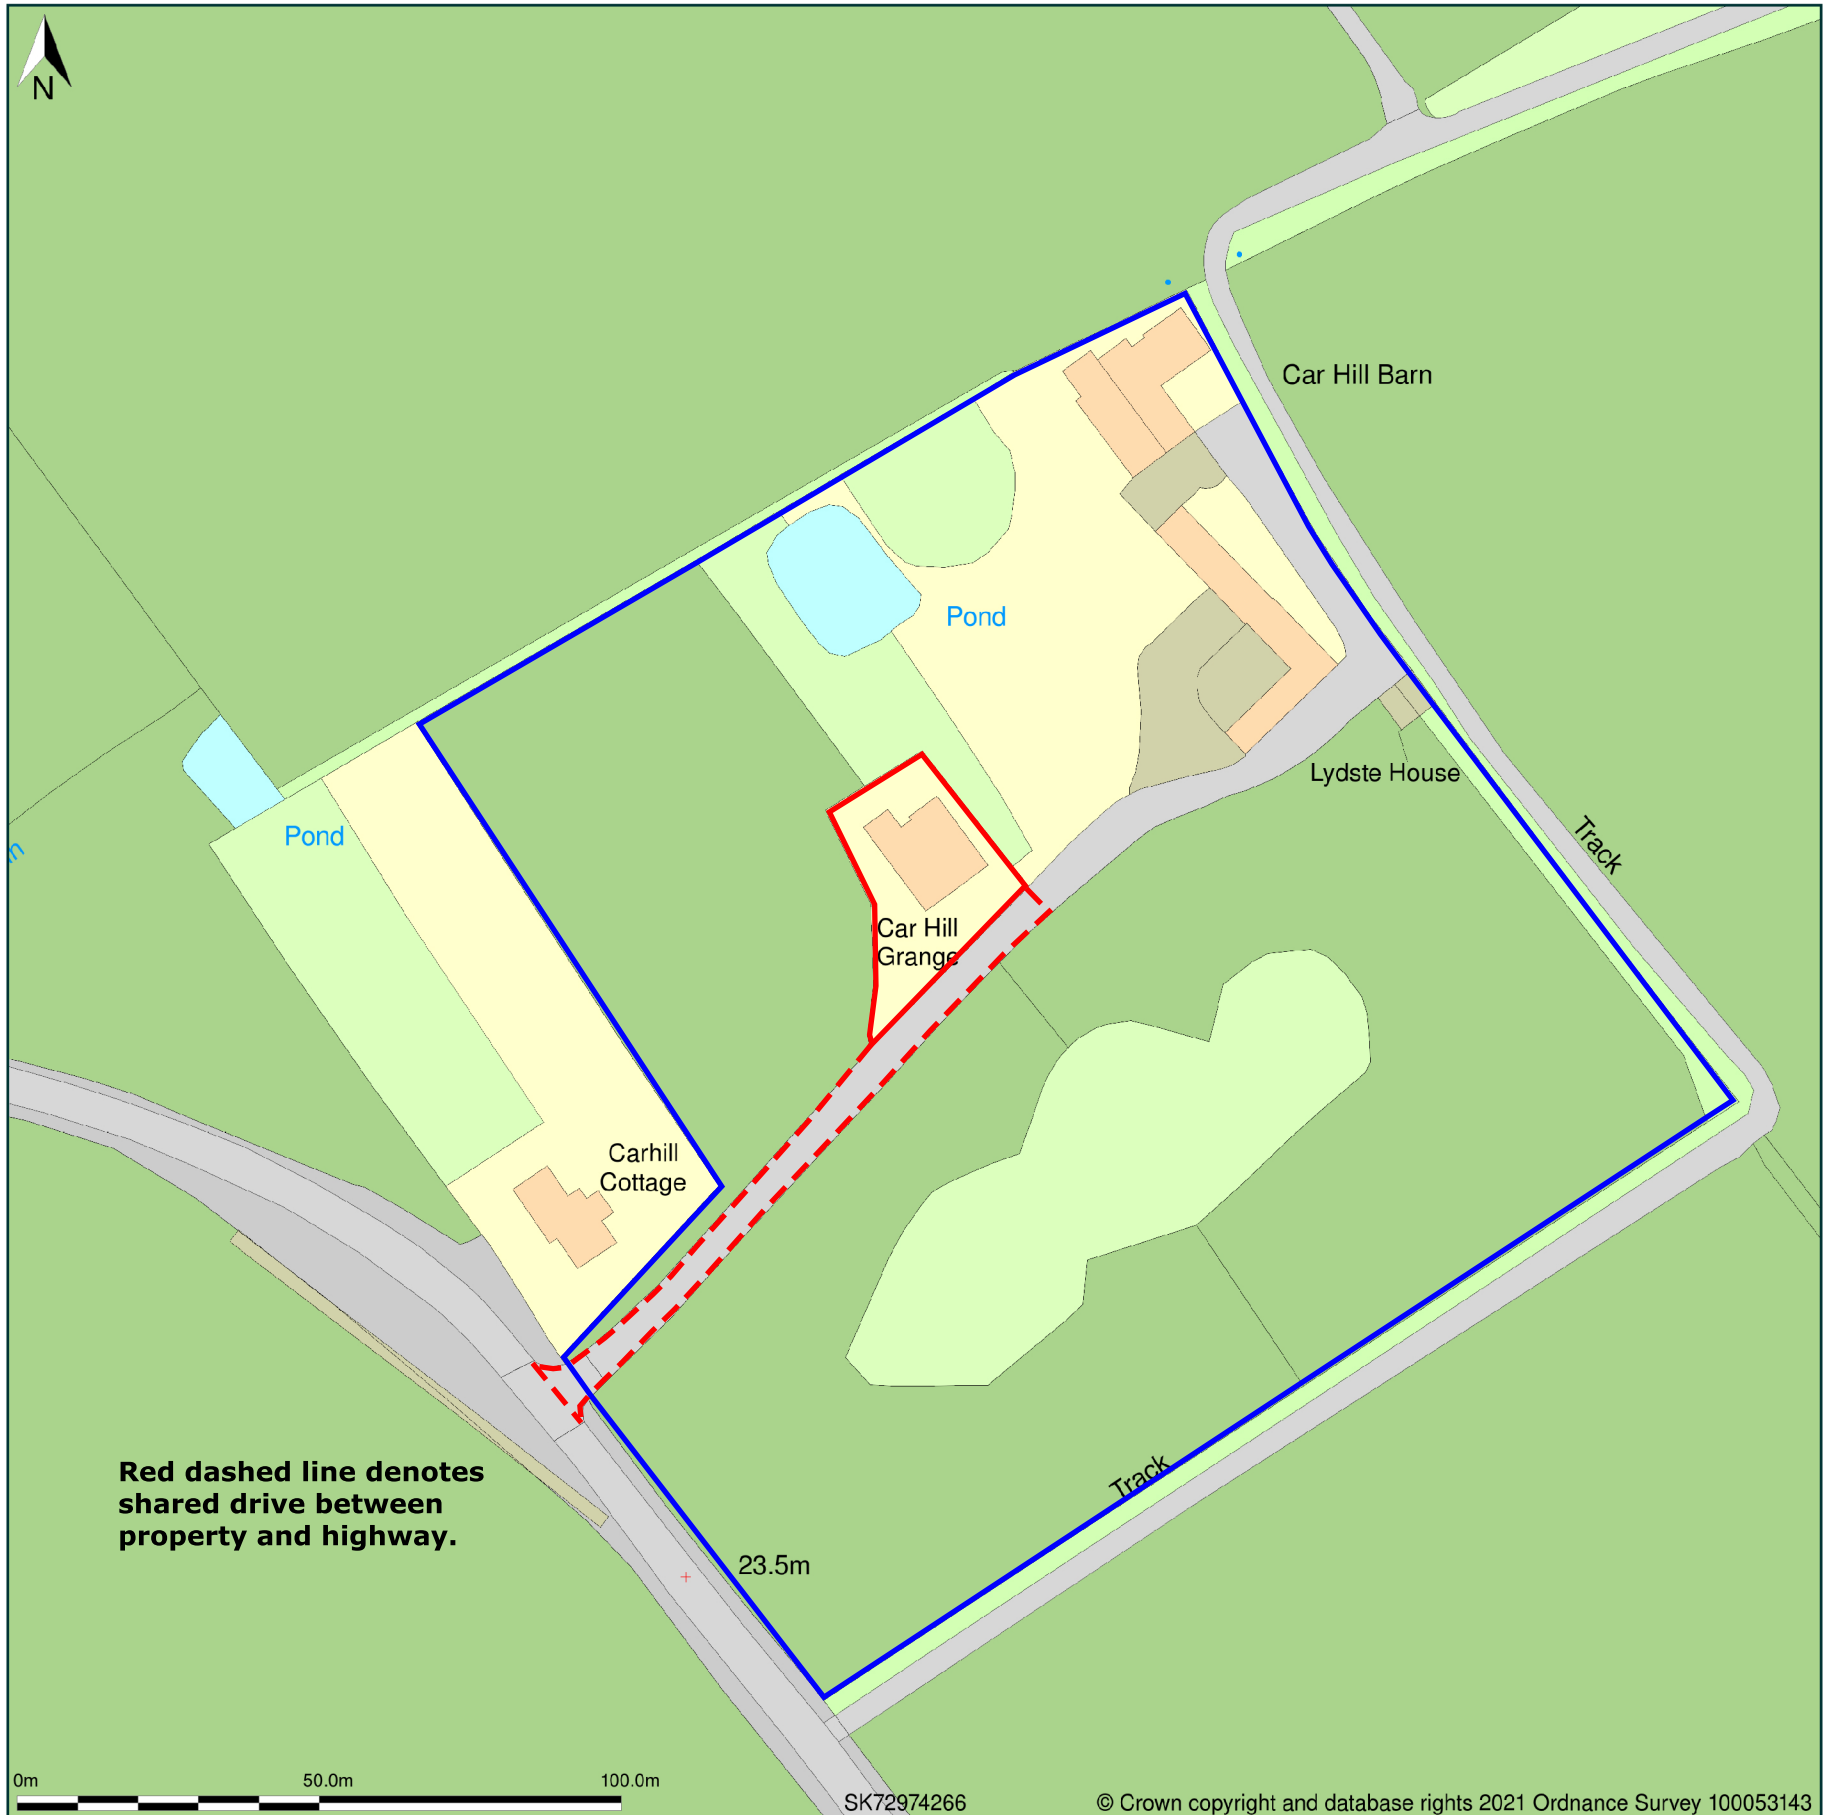 N
Car Hill Barn
Pond
Lydste House
Pond
Track
Car Hill
Grange
Carhill
Cottage
Red dashed line denotes
shared drive between
property and highway.
Track
23.5m
0m
50.0m
100.0m
SK72974266
© Crown copyright and database rights 2021 Ordnance Survey 100053143